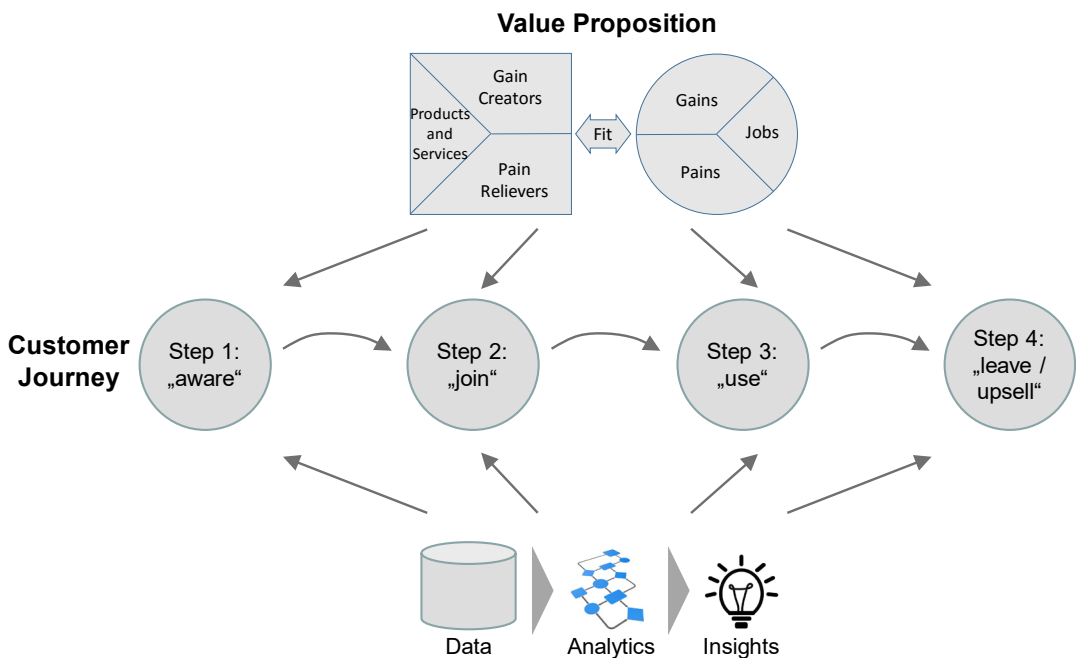 Value Proposition
Gain
Creators
Products
and
Services
Pain
Relievers
Fit
Gains
Jobs
Pains
Customer
Journey
Step 1:
„aware“
Step 2:
„join“
Step 3:
„use“
Step 4:
„leave /
upsell“
Data
Analytics
Insights